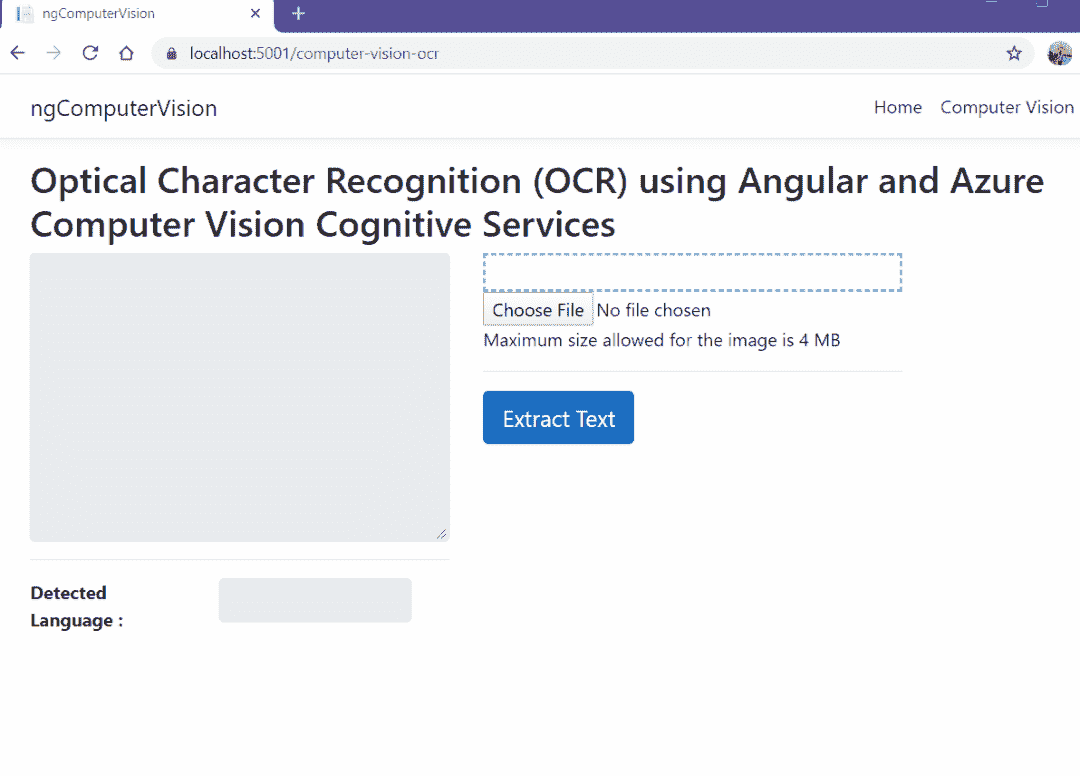 ngComputerVision
localhost:5001/computer-vision-ocr
ngComputerVision
Home
Computer Vision
Optical Character Recognition (OCR) using Angular and Azure
Computer Vision Cognitive Services
Choose File No file chosen
Maximum size allowed for the image is 4 MB
Extract Text
Detected
Language :